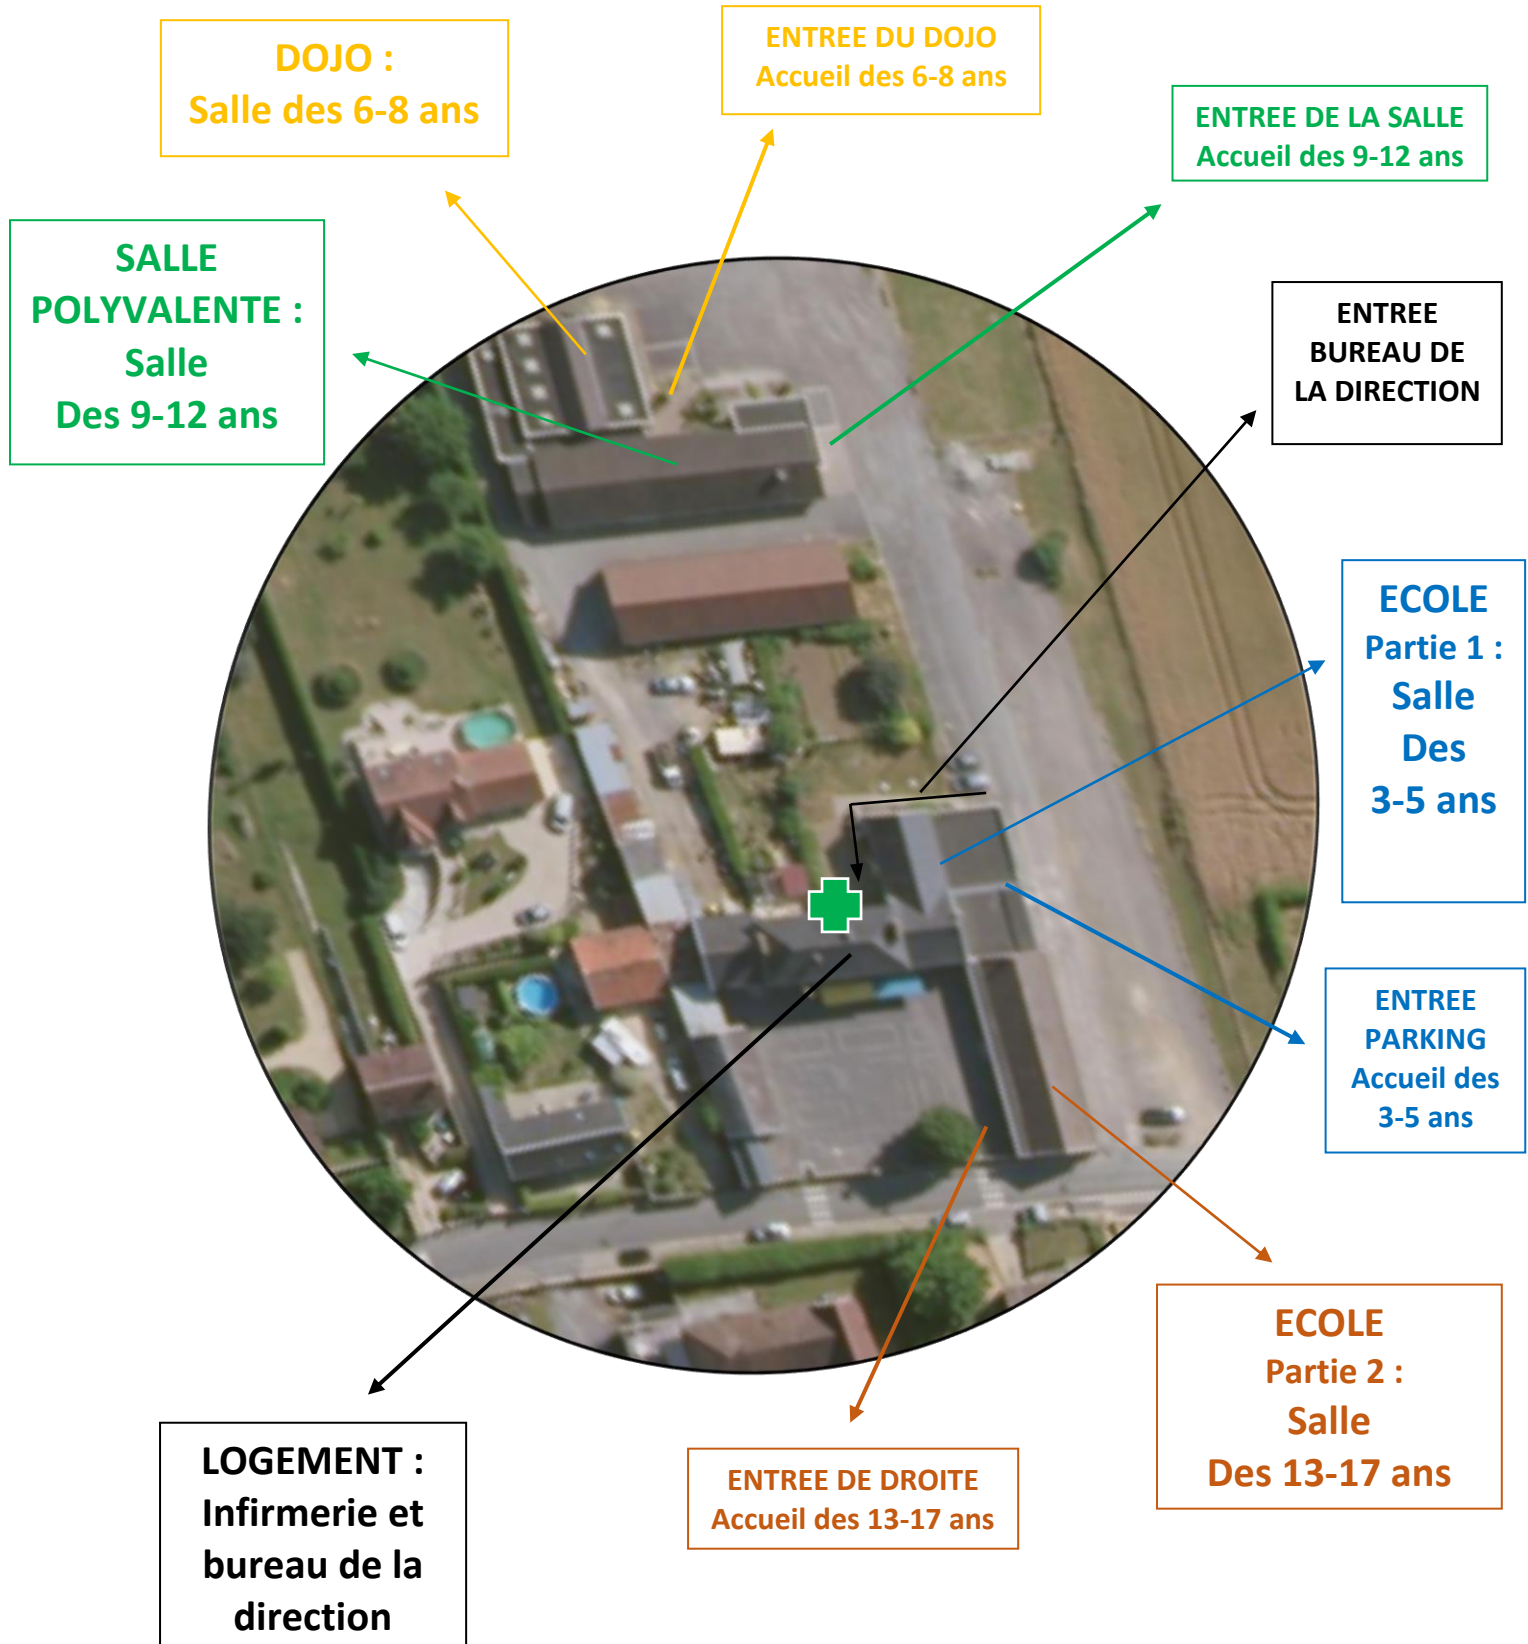 DOJO :
Salle des 6-8 ans
ENTREE DU DOJO
Accueil des 6-8 ans
ENTREE DE LA SALLE
Accueil des 9-12 ans
SALLE
POLYVALENTE :
Salle
Des 9-12 ans
ENTREE
BUREAU DE
LA DIRECTION
ECOLE
Partie 1 :
Salle
Des
3-5 ans
ENTREE
PARKING
Accueil des
3-5 ans
ECOLE
Partie 2 :
Salle
Des 13-17 ans
ENTREE DE DROITE
Accueil des 13-17 ans
LOGEMENT :
Infirmerie et
bureau de la
direction